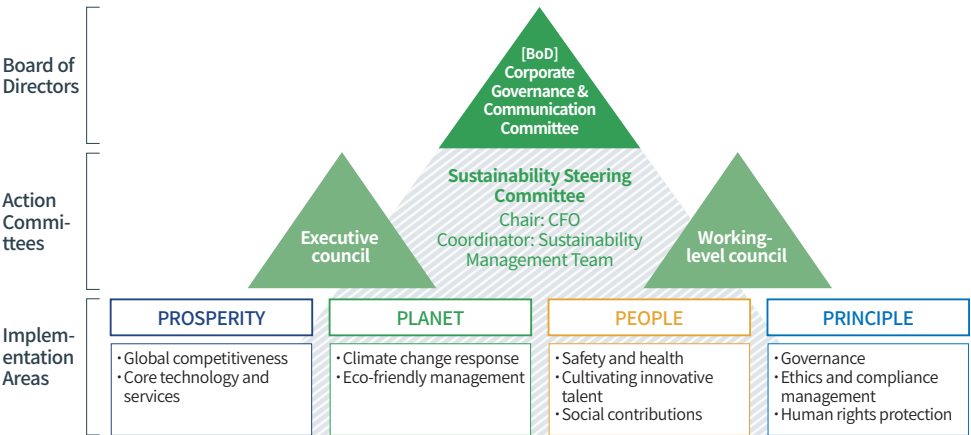 Board of
Directors
[BoD]
Corporate
Governance &
Communication
Committee
Action
Commi-
ttees
Executive
council
Sustainability Steering
Committee
Chair: CFO
Coordinator: Sustainability
Management Team
Working-
level council
Implem-
entation
Areas
PROSPERITY
· Global competitiveness
· Core technology and
services
PLANET
· Climate change response
· Eco-friendly management
PEOPLE
· Safety and health
· Cultivating innovative
talent
· Social contributions
PRINCIPLE
· Governance
· Ethics and compliance
management
· Human rights protection